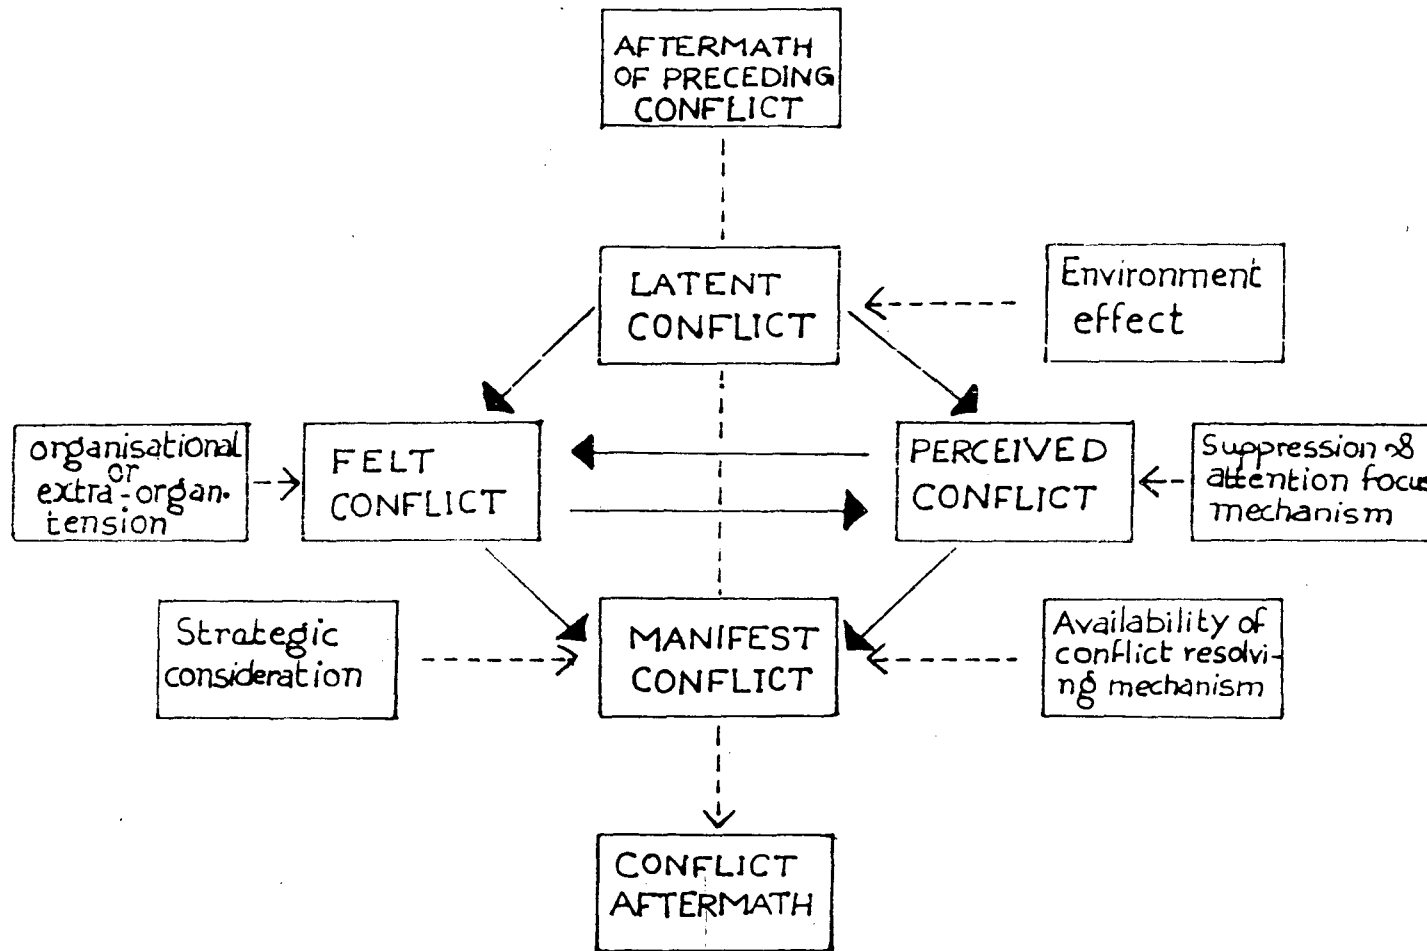 AFTERMATH
OF PRECEDING
CONFLICT
LATENT
CONFLICT
Environment
effect
organisational
or
extra-organ.
tension
FELT
CONFLICT
PERCEIVED
CONFLICT
Suppression &
attention focus
mechanism
Strategic
consideration
MANIFEST
CONFLICT
Availability of
conflict resolvi-
ng mechanism
CONFLICT
AFTERMATH